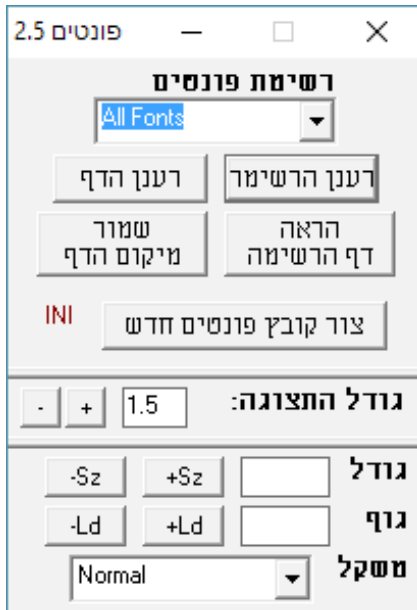 פונטים 2.5
רשימת פונטים
All Fonts
רענן הרשימר רענן הדף
הראה דף הרשימה
שמור מיקום הדף
צור קובץ פונטים חדש INI
גודל התצוגה: 1.5 + -
גודל +Sz -Sz
גוף +Ld -Ld
משקל Normal